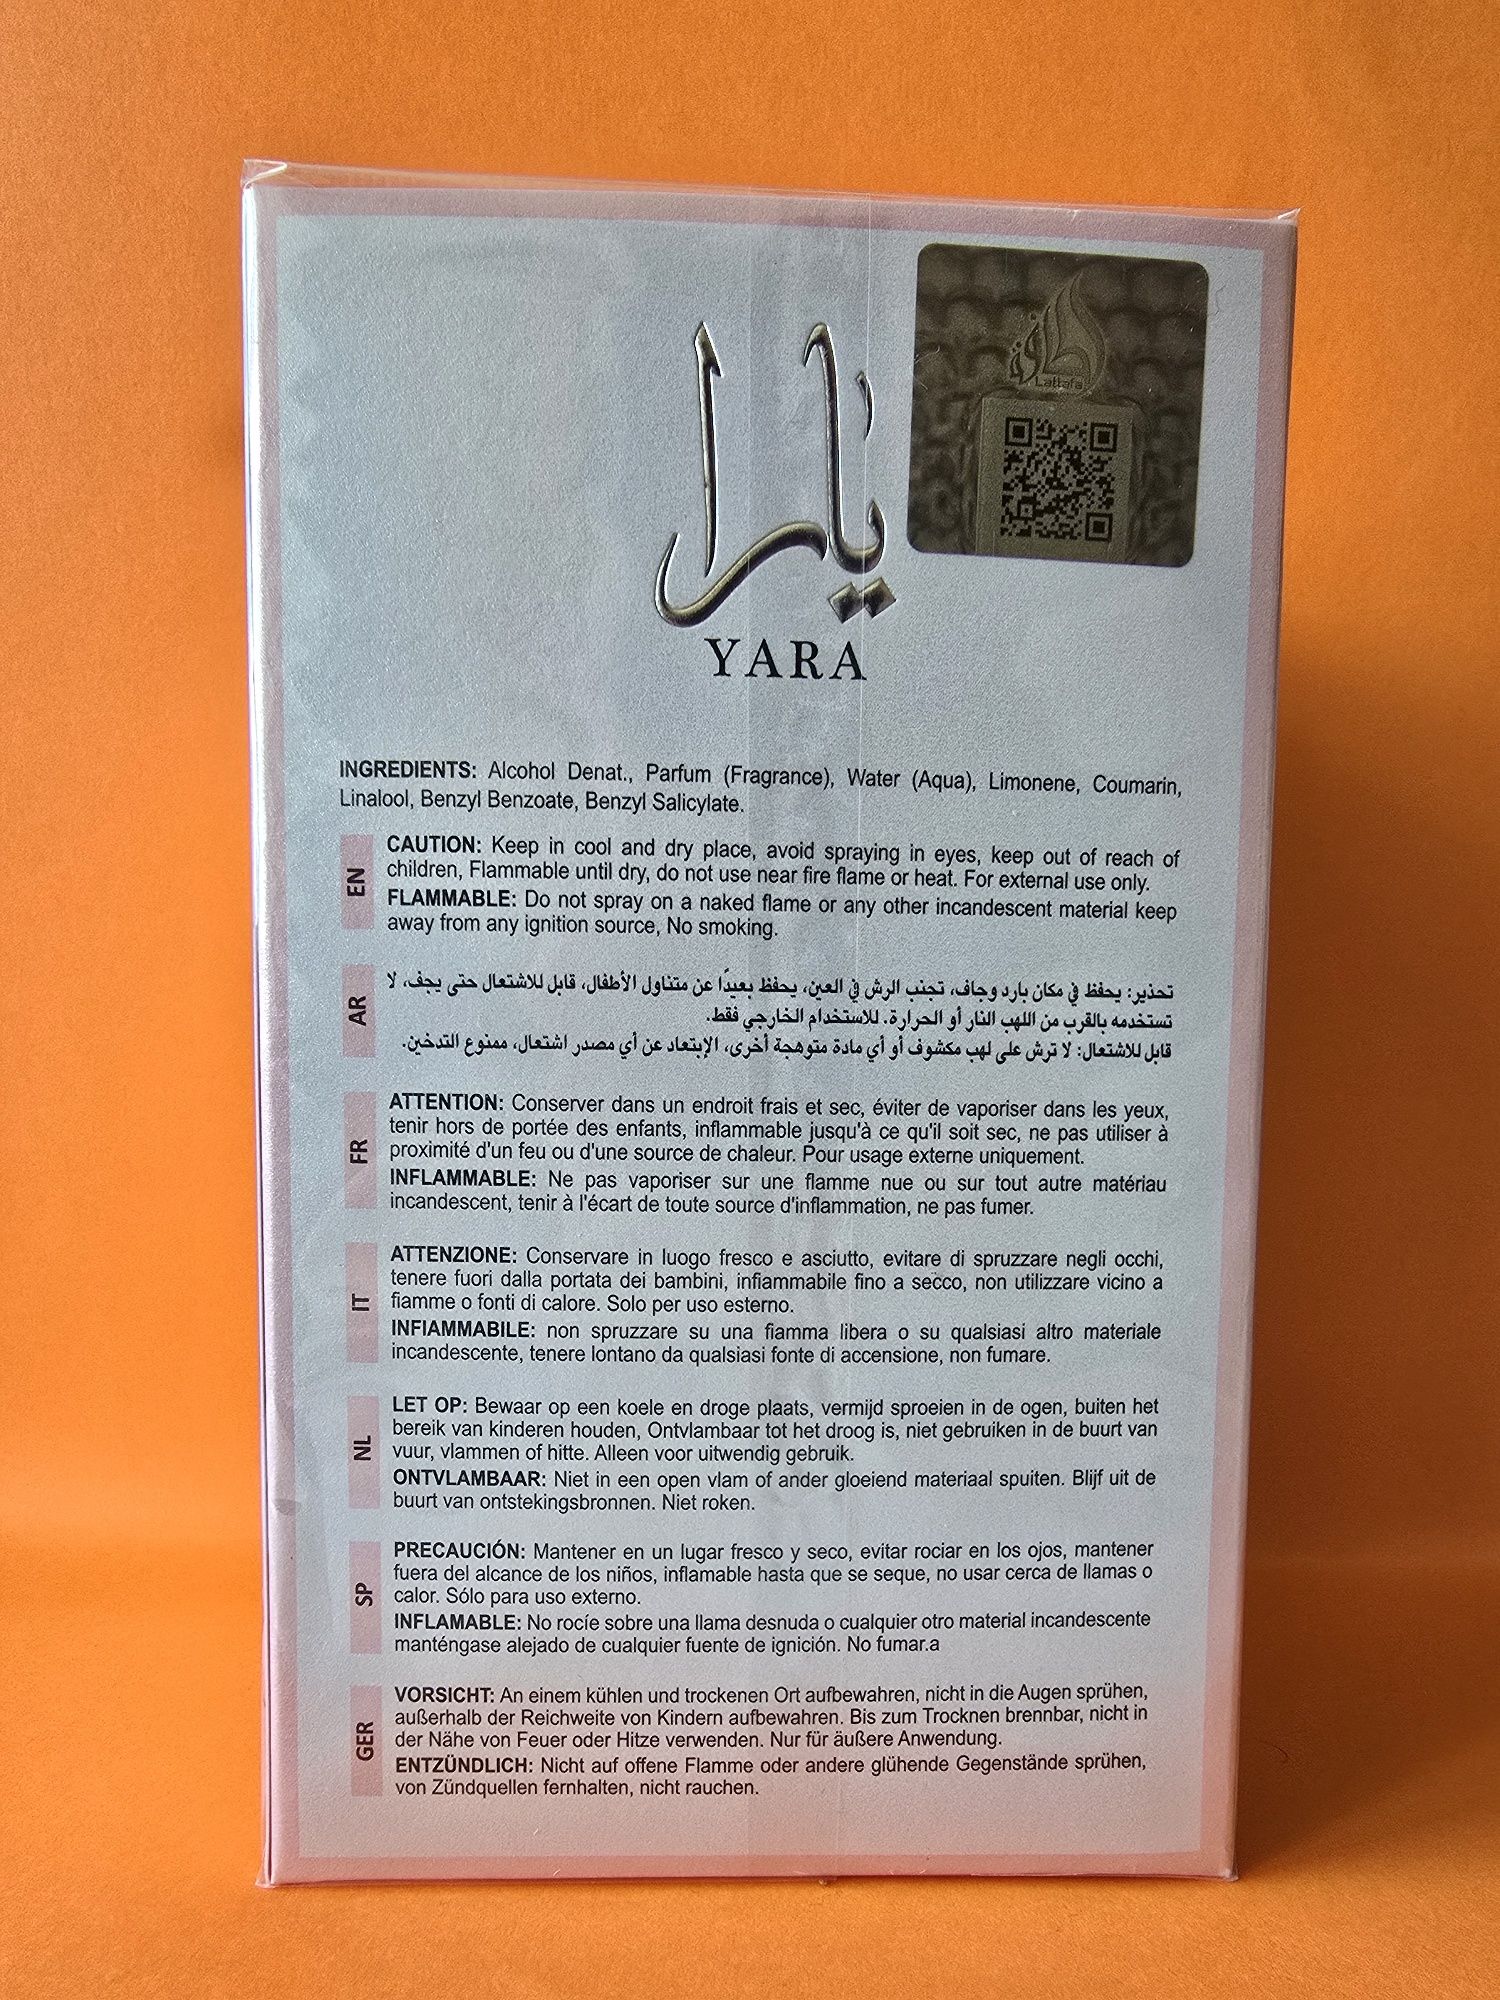 يارا
YARA
لطافة
Lattafa
INGREDIENTS: Alcohol Denat., Parfum (Fragrance), Water (Aqua), Limonene, Coumarin,
Linalool, Benzyl Benzoate, Benzyl Salicylate.
EN
CAUTION: Keep in cool and dry place, avoid spraying in eyes, keep out of reach of
children, Flammable until dry, do not use near fire flame or heat. For external use only.
FLAMMABLE: Do not spray on a naked flame or any other incandescent material keep
away from any ignition source, No smoking.
AR
تحذير: يحفظ في مكان بارد وجاف، تجنب الرش في العين، يحفظ بعيدًا عن متناول الأطفال، قابل للاشتعال حتى يجف، لا
تستخدمه بالقرب من اللهب النار أو الحرارة. للاستخدام الخارجي فقط.
قابل للاشتعال: لا ترش على لهب مكشوف أو أي مادة متوهجة أخرى، الإبتعاد عن أي مصدر اشتعال، ممنوع التدخين.
FR
ATTENTION: Conserver dans un endroit frais et sec, éviter de vaporiser dans les yeux,
tenir hors de portée des enfants, inflammable jusqu'à ce qu'il soit sec, ne pas utiliser à
proximité d'un feu ou d'une source de chaleur. Pour usage externe uniquement.
INFLAMMABLE: Ne pas vaporiser sur une flamme nue ou sur tout autre matériau
incandescent, tenir à l'écart de toute source d'inflammation, ne pas fumer.
IT
ATTENZIONE: Conservare in luogo fresco e asciutto, evitare di spruzzare negli occhi,
tenere fuori dalla portata dei bambini, infiammabile fino a secco, non utilizzare vicino a
fiamme o fonti di calore. Solo per uso esterno.
INFIAMMABILE: non spruzzare su una fiamma libera o su qualsiasi altro materiale
incandescente, tenere lontano da qualsiasi fonte di accensione, non fumare.
NL
LET OP: Bewaar op een koele en droge plaats, vermijd sproeien in de ogen, buiten het
bereik van kinderen houden, Ontvlambaar tot het droog is, niet gebruiken in de buurt van
vuur, vlammen of hitte. Alleen voor uitwendig gebruik.
ONTVLAMBAAR: Niet in een open vlam of ander gloeiend materiaal spuiten. Blijf uit de
buurt van ontstekingsbronnen. Niet roken.
SP
PRECAUCIÓN: Mantener en un lugar fresco y seco, evitar rociar en los ojos, mantener
fuera del alcance de los niños, inflamable hasta que se seque, no usar cerca de llamas o
calor. Sólo para uso externo.
INFLAMABLE: No rocíe sobre una llama desnuda o cualquier otro material incandescente
manténgase alejado de cualquier fuente de ignición. No fumar.a
GER
VORSICHT: An einem kühlen und trockenen Ort aufbewahren, nicht in die Augen sprühen,
außerhalb der Reichweite von Kindern aufbewahren. Bis zum Trocknen brennbar, nicht in
der Nähe von Feuer oder Hitze verwenden. Nur für äußere Anwendung.
ENTZÜNDLICH: Nicht auf offene Flamme oder andere glühende Gegenstände sprühen,
von Zündquellen fernhalten, nicht rauchen.